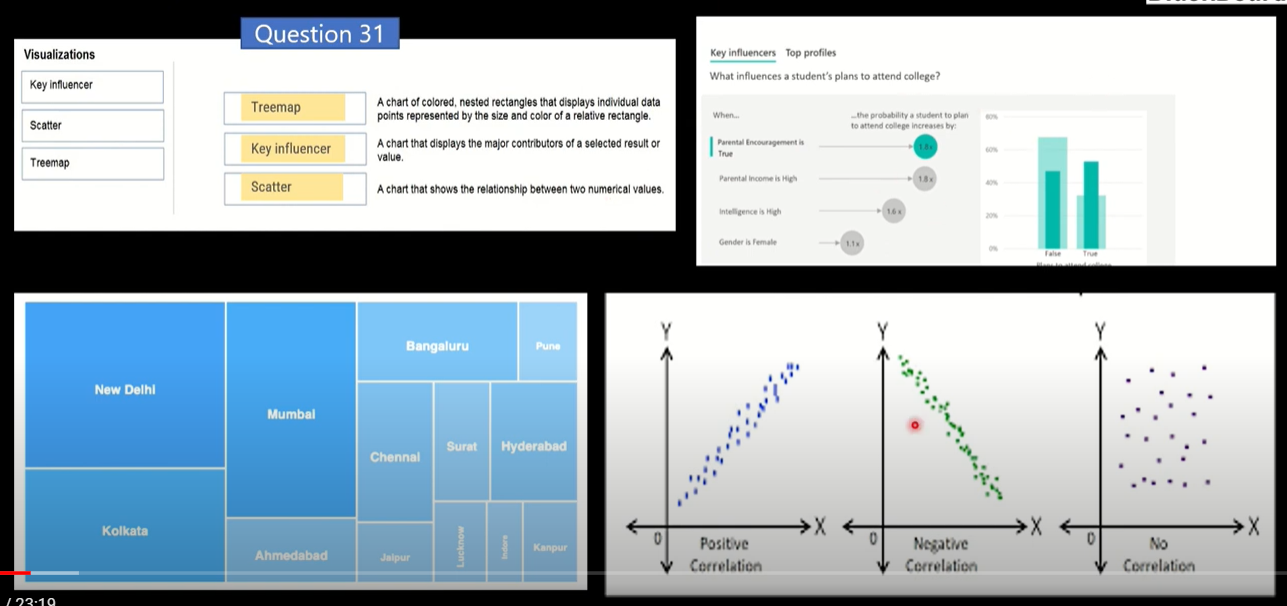 Question 31
Visualizations
Key influencer
Scatter
Treemap
Treemap
A chart of colored, nested rectangles that displays individual data
points represented by the size and color of a relative rectangle.
Key influencer
A chart that displays the major contributors of a selected result or
value.
Scatter
A chart that shows the relationship between two numerical values.
Key influencers Top profiles
What influences a student's plans to attend college?
When...
...the probability a student to plan
to attend college increases by:
Parental Encouragement is
True
Parental Income is High
1.8 x
Intelligence is High
1.6 x
Gender is Female
1.1x
80%
60%
40%
20%
0%
False True
New Delhi
Kolkata
Mumbai
Ahmedabad
Bangaluru
Pune
Chennai
Surat
Hyderabad
Jaipur
Lucknow
Indore
Kanpur
Y
X
0
Positive
Correlation
Y
X
0
Negative
Correlation
Y
X
0
No
Correlation
/ 23:19